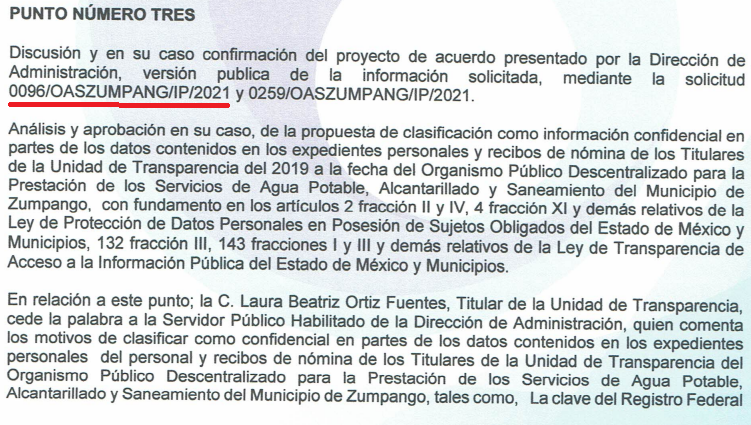 PUNTO NÚMERO TRES
Discusión y en su caso confirmación del proyecto de acuerdo presentado por la Dirección de
Administración, versión publica de la información solicitada, mediante la solicitud
0096/OASZUMPANG/IP/2021 y 0259/OASZUMPANG/IP/2021.
Análisis y aprobación en su caso, de la propuesta de clasificación como información confidencial en
partes de los datos contenidos en los expedientes personales y recibos de nómina de los Titulares
de la Unidad de Transparencia del 2019 a la fecha del Organismo Público Descentralizado para la
Prestación de los Servicios de Agua Potable, Alcantarillado y Saneamiento del Municipio de
Zumpango, con fundamento en los artículos 2 fracción II y IV, 4 fracción XI y demás relativos de la
Ley de Protección de Datos Personales en Posesión de Sujetos Obligados del Estado de México y
Municipios, 132 fracción III, 143 fracciones I y III y demás relativos de la Ley de Transparencia de
Acceso a la Información Pública del Estado de México y Municipios.
En relación a este punto; la C. Laura Beatriz Ortiz Fuentes, Titular de la Unidad de Transparencia,
cede la palabra a la Servidor Público Habilitado de la Dirección de Administración, quien comenta
los motivos de clasificar como confidencial en partes de los datos contenidos en los expedientes
personales del personal y recibos de nómina de los Titulares de la Unidad de Transparencia del
Organismo Público Descentralizado para la Prestación de los Servicios de Agua Potable,
Alcantarillado y Saneamiento del Municipio de Zumpango, tales como, La clave del Registro Federal